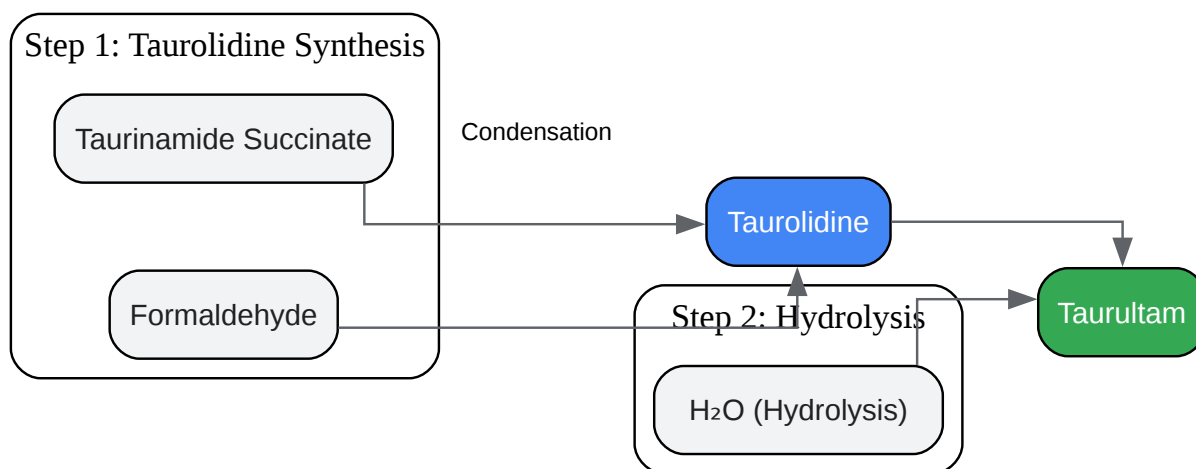 Step 1: Taurolidine Synthesis
Taurinamide Succinate
Condensation
Taurolidine
Formaldehyde
Step 2: Hydrolysis
Taurultam
H₂O (Hydrolysis)